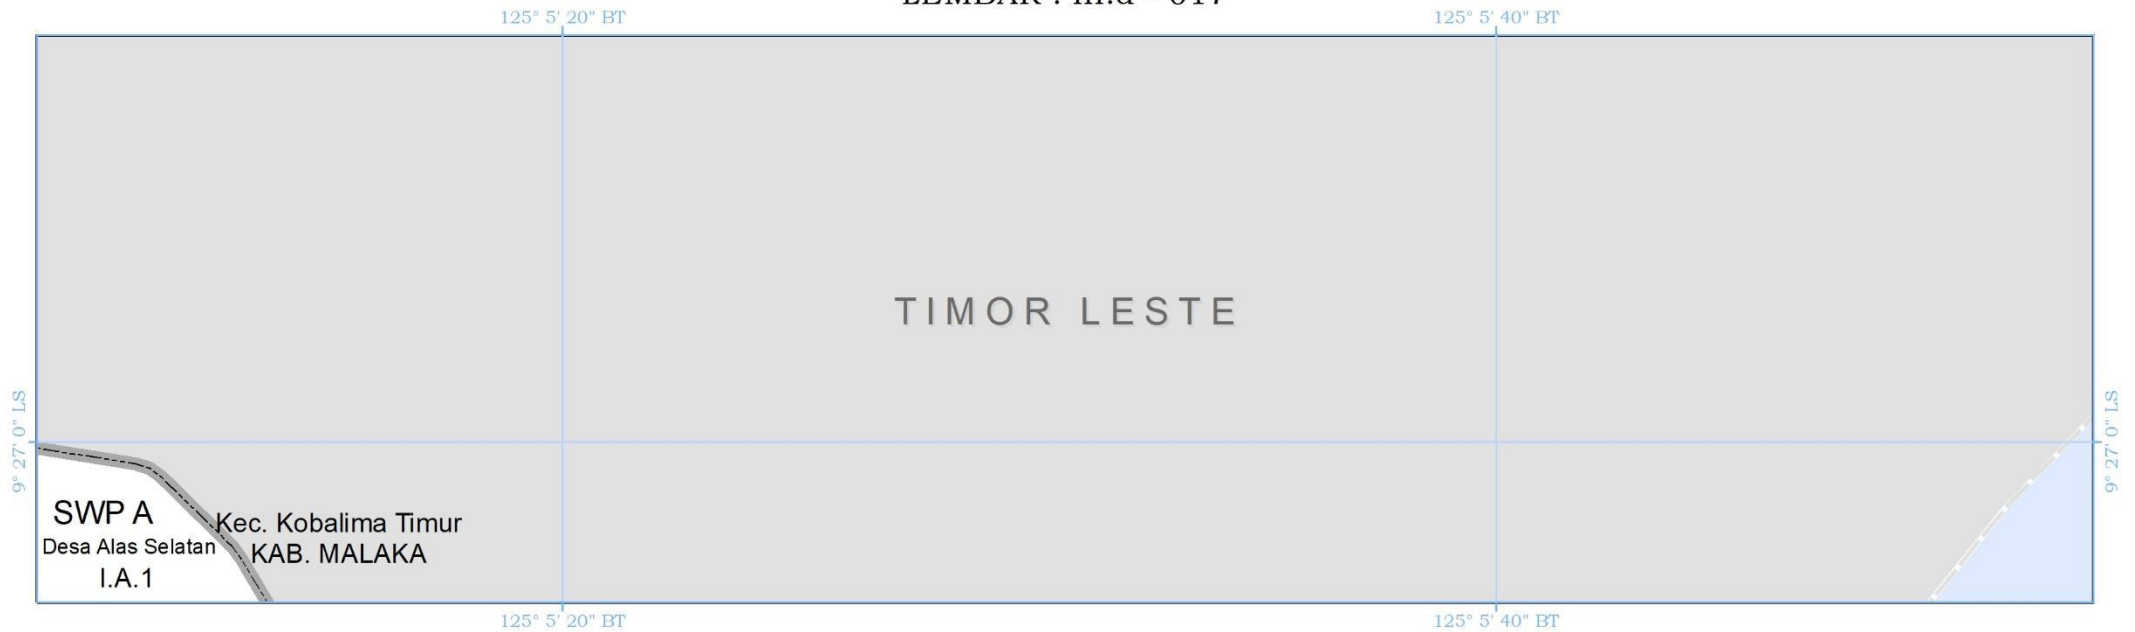 125° 5' 20" BT
125° 5' 40" BT
TIMOR LESTE
9° 27' 0" LS
9° 27' 0" LS
SWP A
Desa Alas Selatan
I.A.1
Kec. Kobalima Timur
KAB. MALAKA
125° 5' 20" BT
125° 5' 40" BT